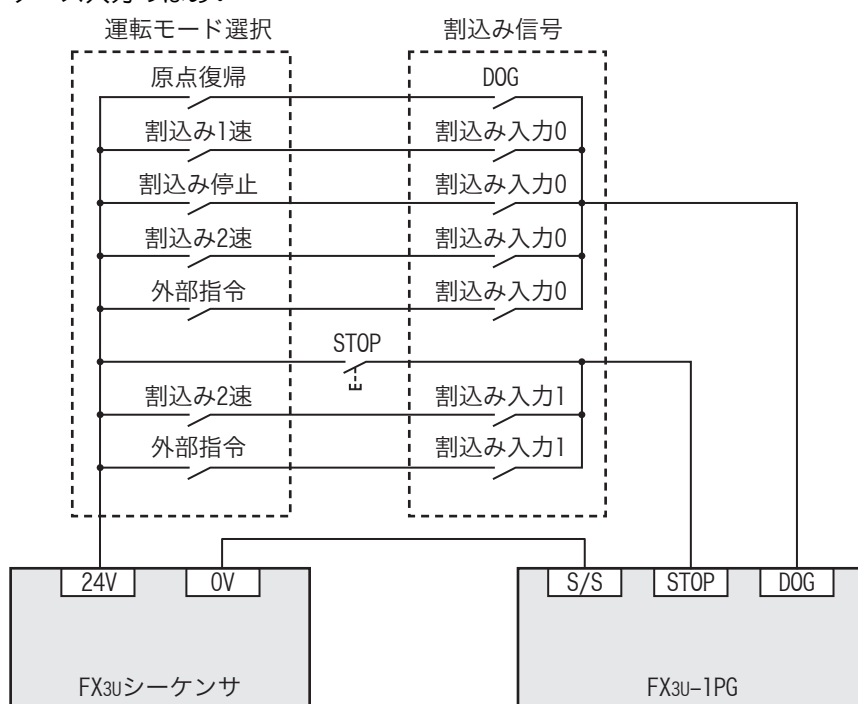 運転モード選択 割込み信号
原点復帰 DOG
割込み1速 割込み入力0
割込み停止 割込み入力0
割込み2速 割込み入力0
外部指令 割込み入力0
STOP
割込み2速 割込み入力1
外部指令 割込み入力1
24V 0V S/S STOP DOG
FX3Uシーケンサ FX3U-1PG